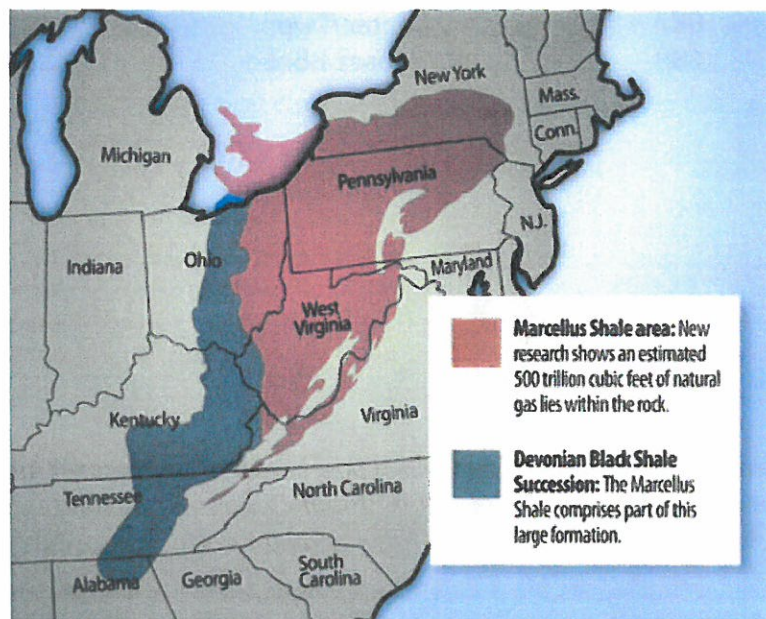 New York
Mass.
Michigan
Conn.
Pennsylvania
N.J.
Indiana
Ohio
Maryland
West
Virginia
Kentucky
Virginia
Tennessee
North Carolina
Alabama
Georgia
South
Carolina
Marcellus Shale area: New
research shows an estimated
500 trillion cubic feet of natural
gas lies within the rock.
Devonian Black Shale
Succession: The Marcellus
Shale comprises part of this
large formation.